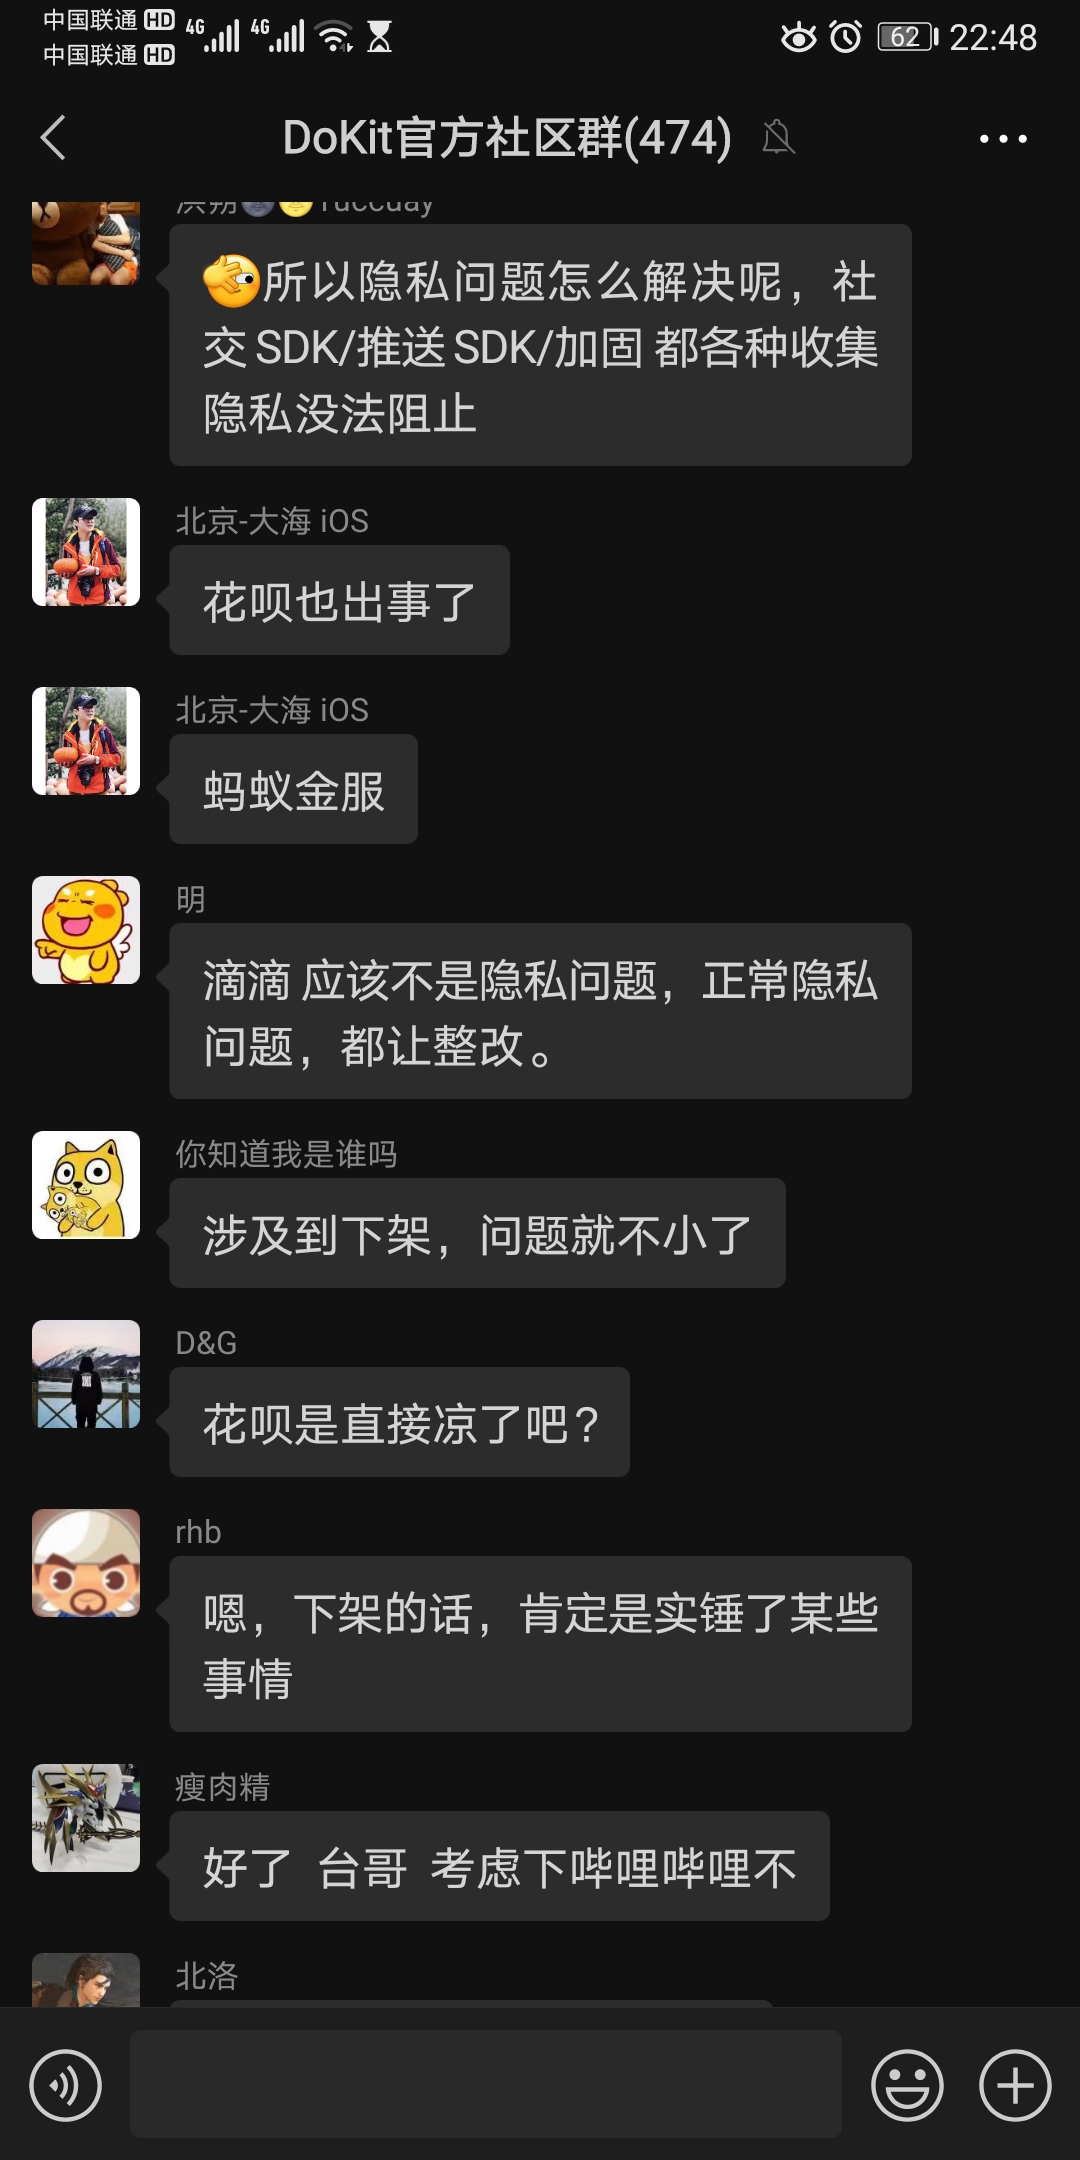 中国联通 HD 4G 4G 62 22:48
中国联通 HD
DoKit官方社区群(474)
洪朔
所以隐私问题怎么解决呢，社
交SDK/推送SDK/加固 都各种收集
隐私没法阻止
北京-大海 iOS
花呗也出事了
北京-大海 iOS
蚂蚁金服
明
滴滴 应该不是隐私问题，正常隐私
问题，都让整改。
你知道我是谁吗
涉及到下架，问题就不小了
D&G
花呗是直接凉了吧？
rhb
嗯，下架的话，肯定是实锤了某些
事情
瘦肉精
好了 台哥 考虑下哔哩哔哩不
北洛